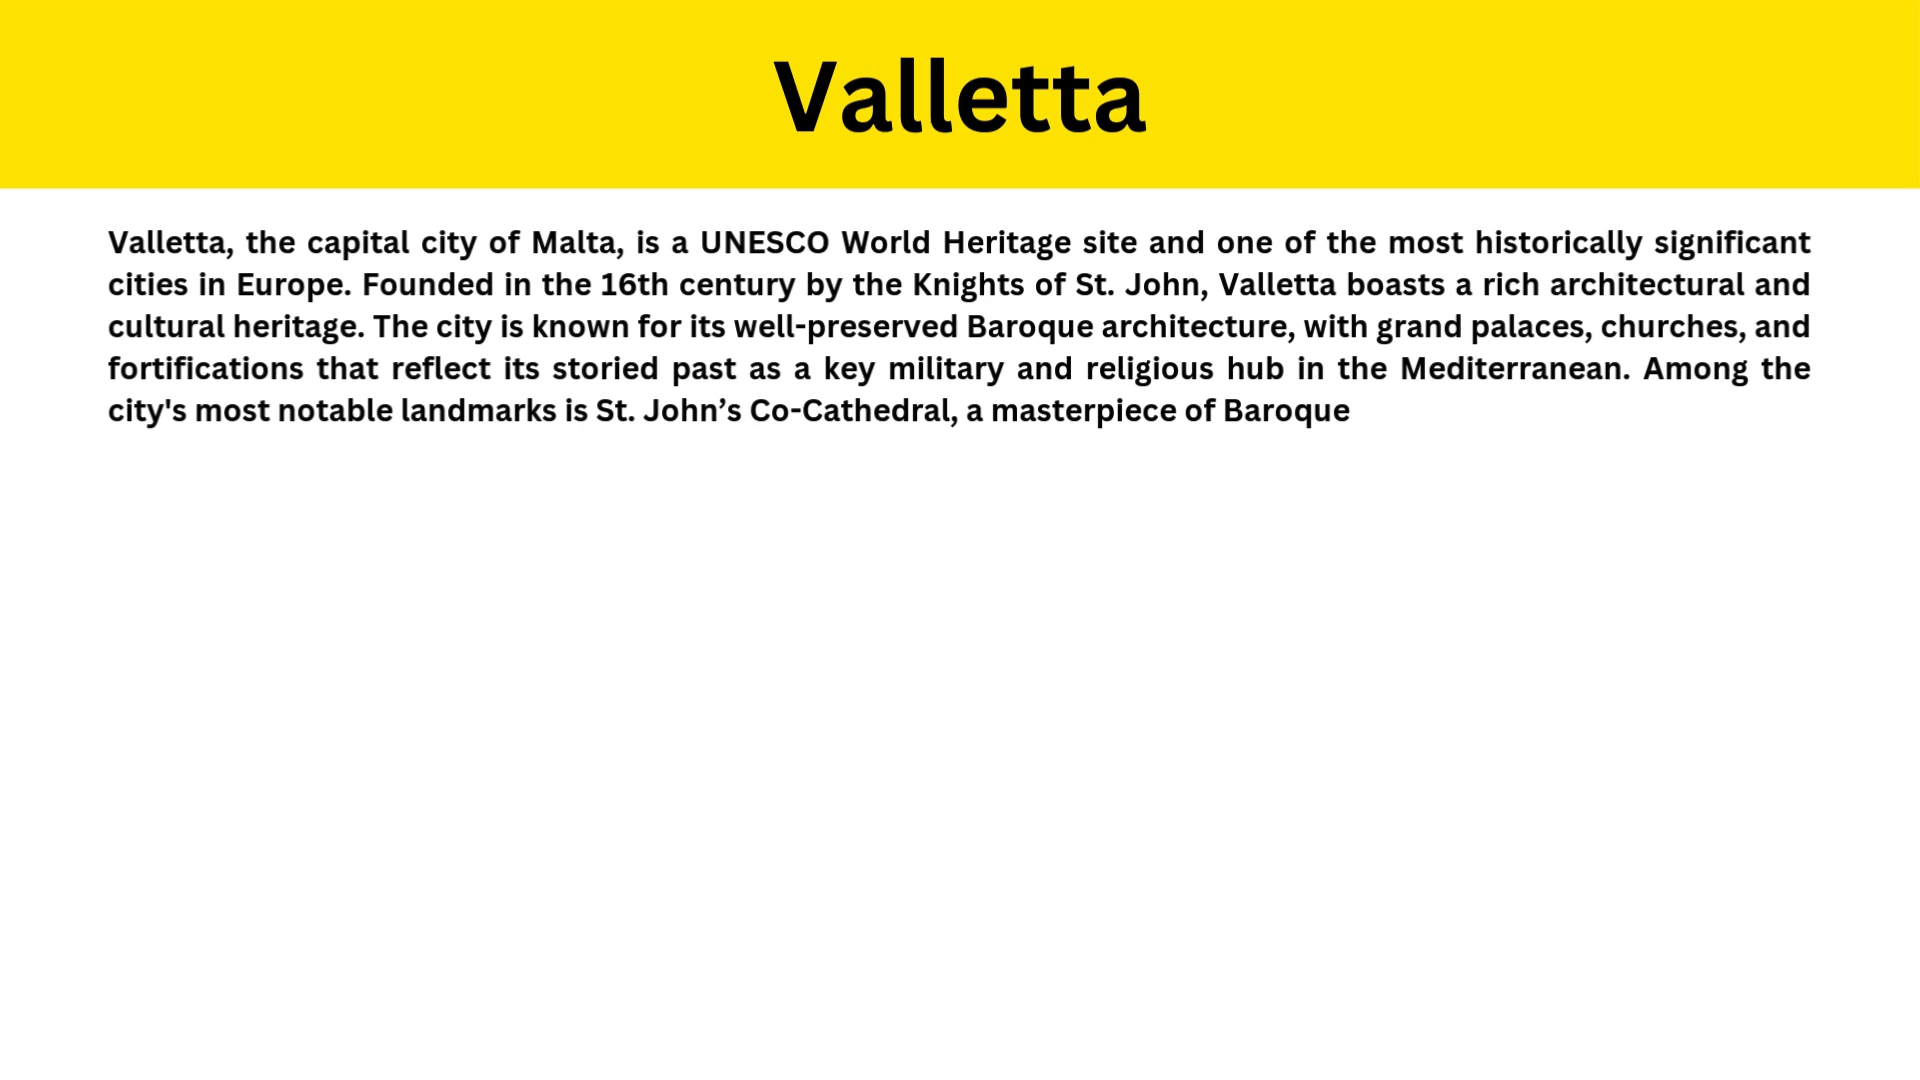 Valletta
Valletta, the capital city of Malta, is a UNESCO World Heritage site and one of the most historically significant
cities in Europe. Founded in the 16th century by the Knights of St. John, Valletta boasts a rich architectural and
cultural heritage. The city is known for its well-preserved Baroque architecture, with grand palaces, churches, and
fortifications that reflect its storied past as a key military and religious hub in the Mediterranean. Among the
city's most notable landmarks is St. John’s Co-Cathedral, a masterpiece of Baroque